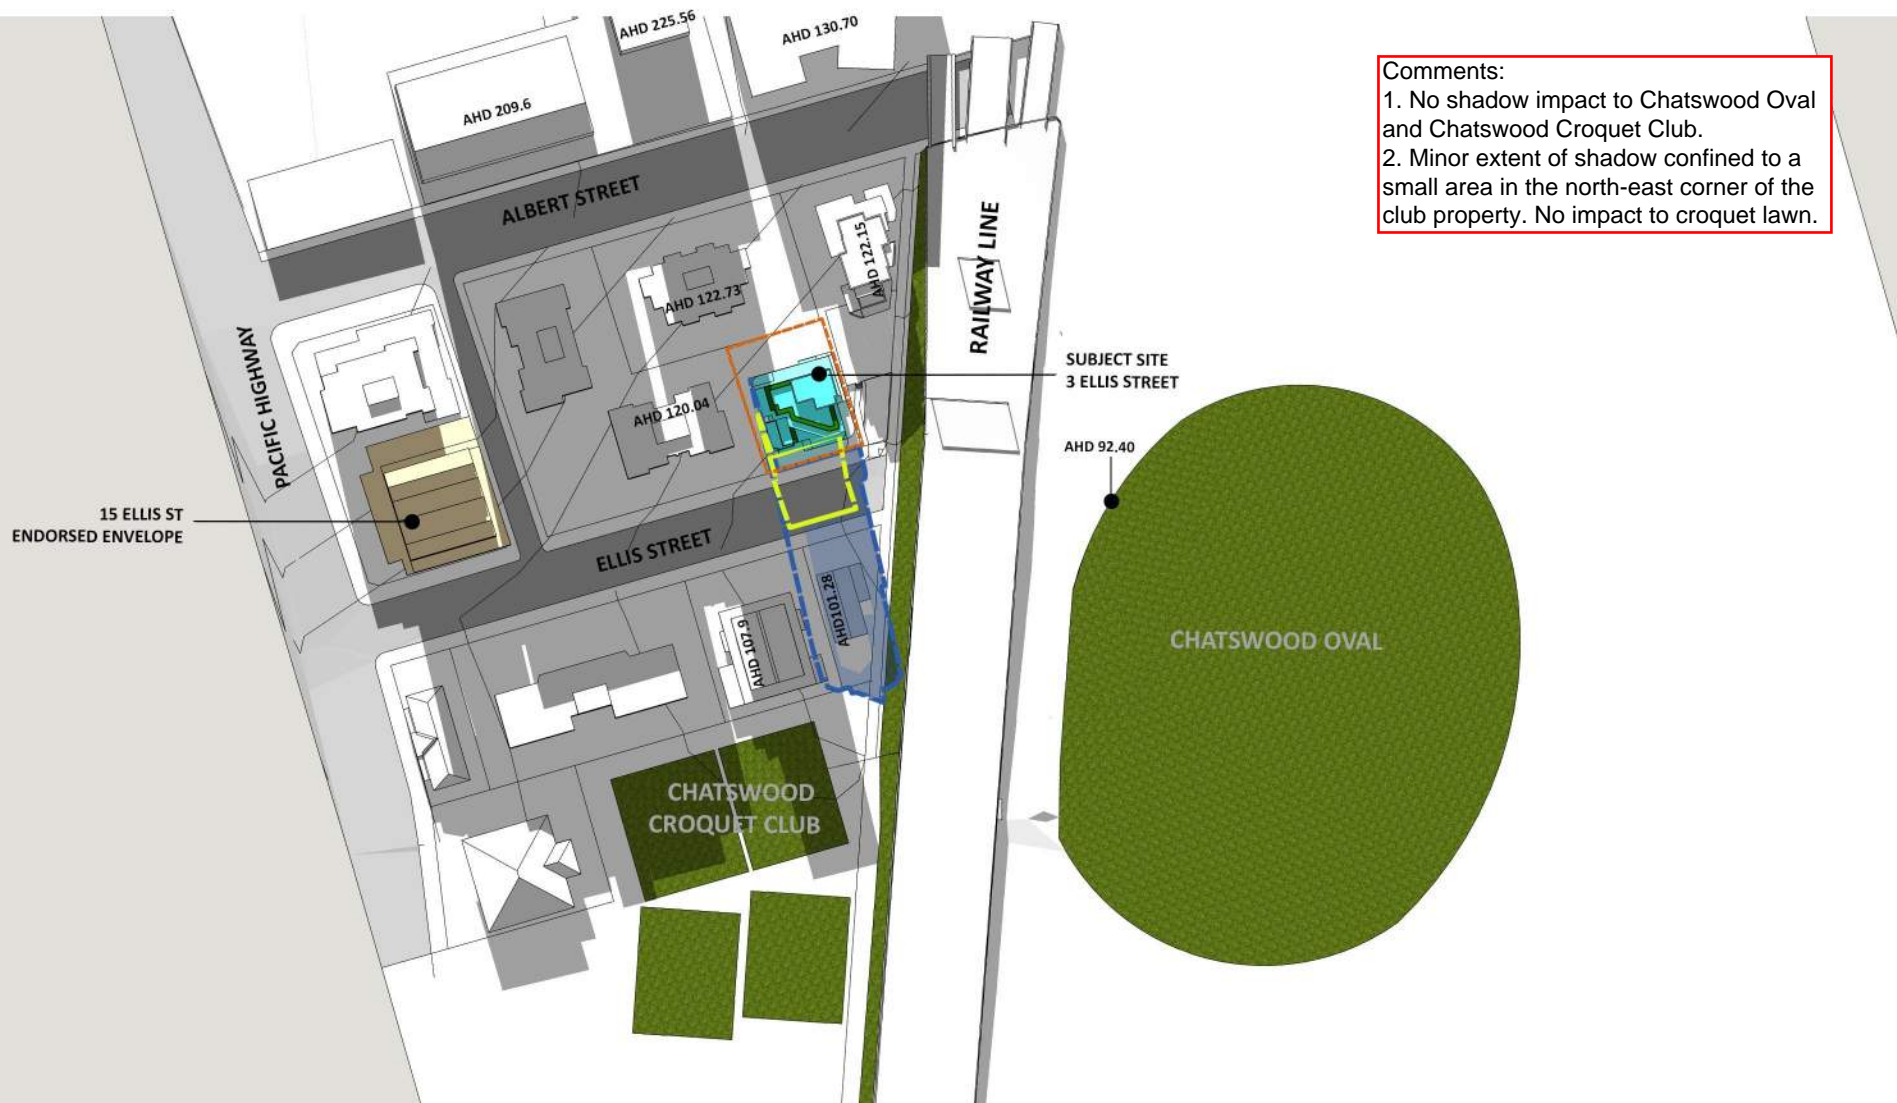 AHD 225.56
AHD 130.70
Comments:
1. No shadow impact to Chatswood Oval
and Chatswood Croquet Club.
2. Minor extent of shadow confined to a
small area in the north-east corner of the
club property. No impact to croquet lawn.
AHD 209.6
ALBERT STREET
RAILWAY LINE
AHD 122.15
AHD 122.73
PACIFIC HIGHWAY
SUBJECT SITE
3 ELLIS STREET
AHD 120.04
AHD 92.40
15 ELLIS ST
ENDORSED ENVELOPE
ELLIS STREET
AHD101.28
AHD 107.9
CHATSWOOD OVAL
CHATSWOOD
CROQUET CLUB